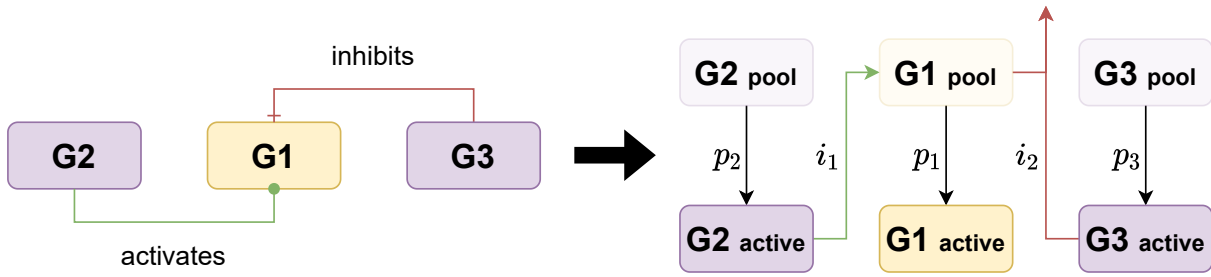 inhibits
G2
G1
G3
activates
G2 pool
G1 pool
G3 pool
p₂
i₁
p₁
i₂
p₃
G2 active
G1 active
G3 active